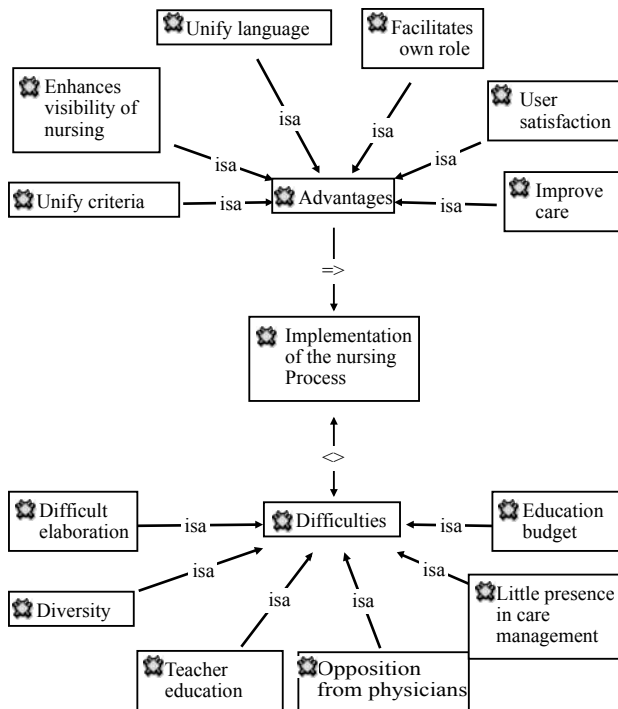 Unify language
Facilitates
own role
Enhances
visibility of
nursing
User
satisfaction
isa
isa
isa
isa
Unify criteria
isa
Advantages
isa
Improve
care
=>
Implementation
of the nursing
Process
<>
Difficult
elaboration
isa
Difficulties
isa
Education
budget
Diversity
isa
isa
isa
isa
Little presence
in care
management
Teacher
education
Opposition
from physicians